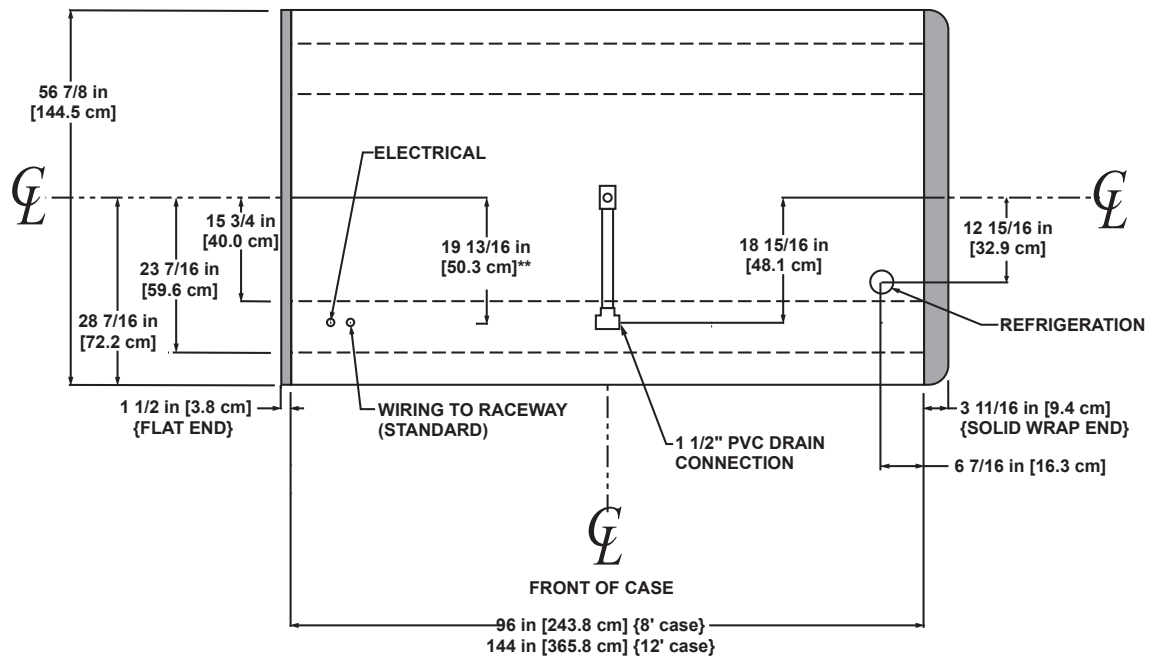 56 7/8 in
[144.5 cm]
ELECTRICAL
CL
CL
15 3/4 in
[40.0 cm]
23 7/16 in
[59.6 cm]
28 7/16 in
[72.2 cm]
19 13/16 in
[50.3 cm]**
18 15/16 in
[48.1 cm]
12 15/16 in
[32.9 cm]
REFRIGERATION
1 1/2 in [3.8 cm]
{FLAT END}
WIRING TO RACEWAY
(STANDARD)
1 1/2" PVC DRAIN
CONNECTION
3 11/16 in [9.4 cm]
{SOLID WRAP END}
6 7/16 in [16.3 cm]
CL
FRONT OF CASE
96 in [243.8 cm] {8' case}
144 in [365.8 cm] {12' case}